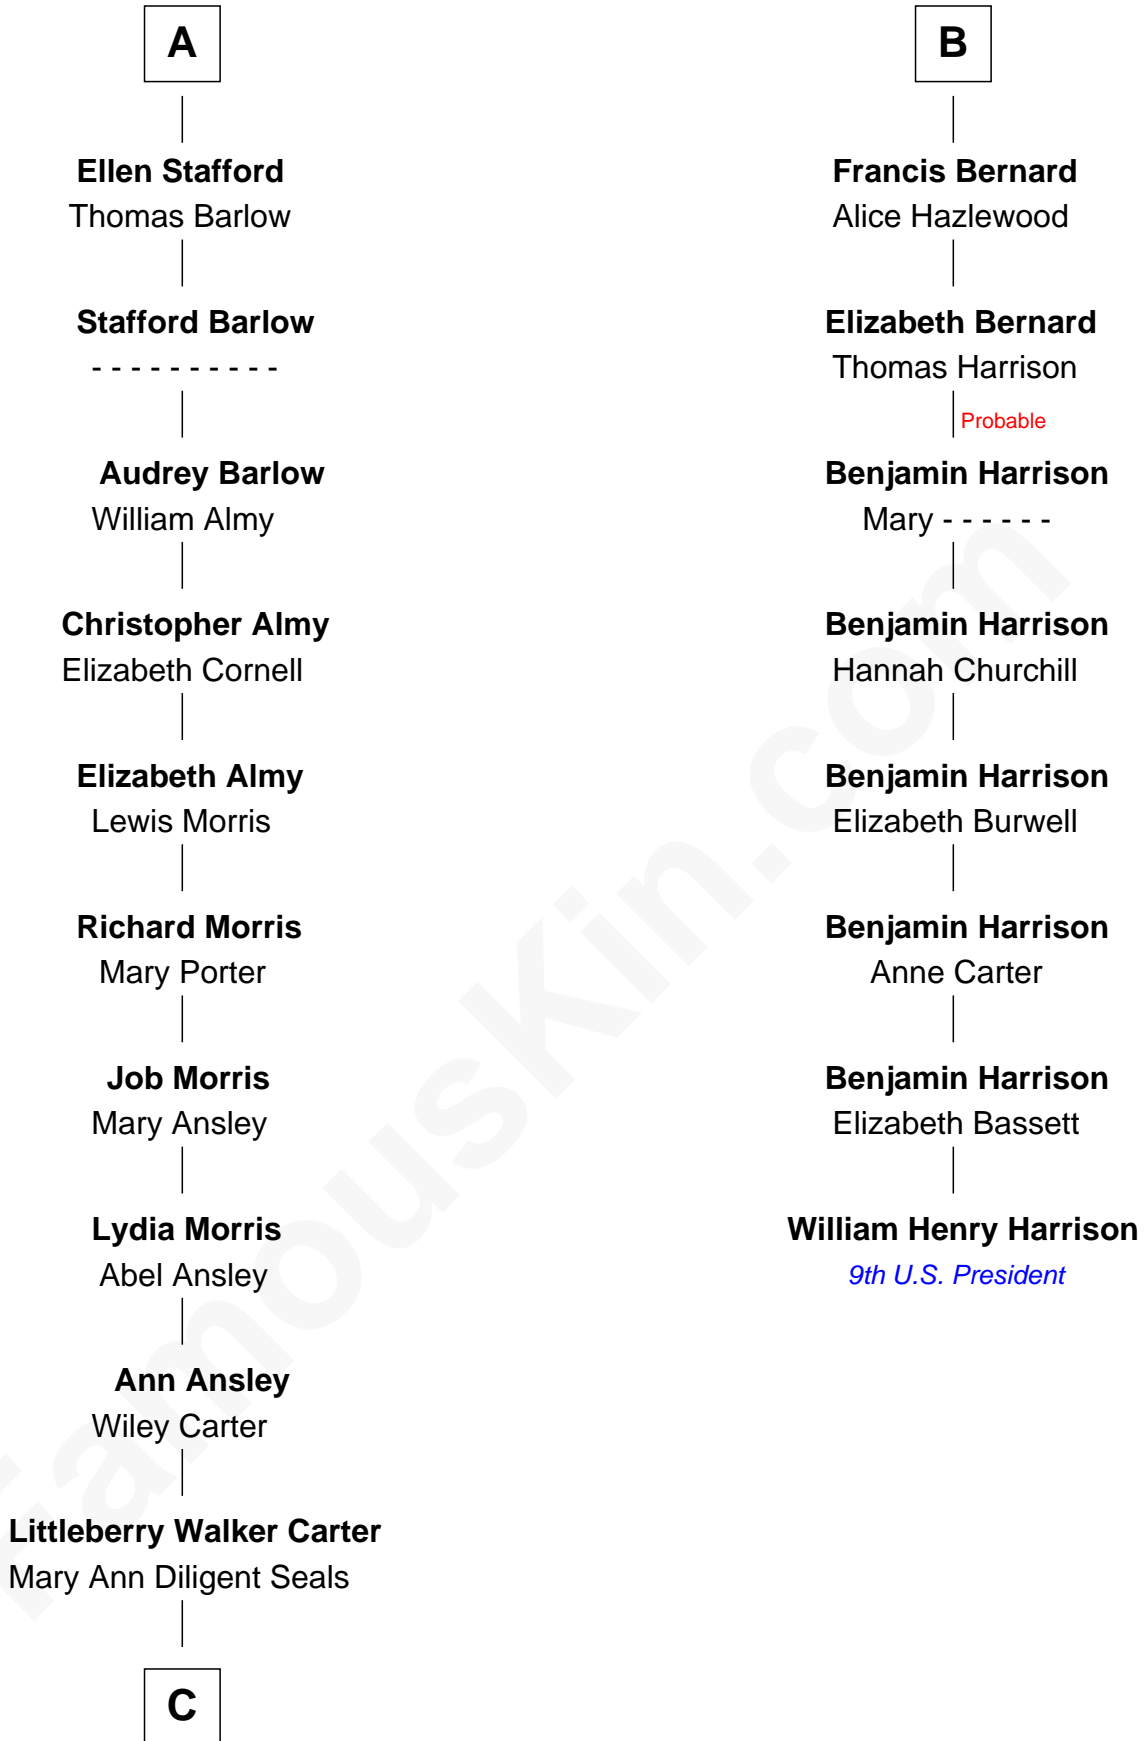 A
Ellen Stafford
Thomas Barlow
Stafford Barlow
- - - - - - - - - -
Audrey Barlow
William Almy
Christopher Almy
Elizabeth Cornell
Elizabeth Almy
Lewis Morris
Richard Morris
Mary Porter
Job Morris
Mary Ansley
Lydia Morris
Abel Ansley
Ann Ansley
Wiley Carter
Littleberry Walker Carter
Mary Ann Diligent Seals
C
B
Francis Bernard
Alice Hazlewood
Elizabeth Bernard
Thomas Harrison
Probable
Benjamin Harrison
Mary - - - - - -
Benjamin Harrison
Hannah Churchill
Benjamin Harrison
Elizabeth Burwell
Benjamin Harrison
Anne Carter
Benjamin Harrison
Elizabeth Bassett
William Henry Harrison
9th U.S. President
FamousKin.com